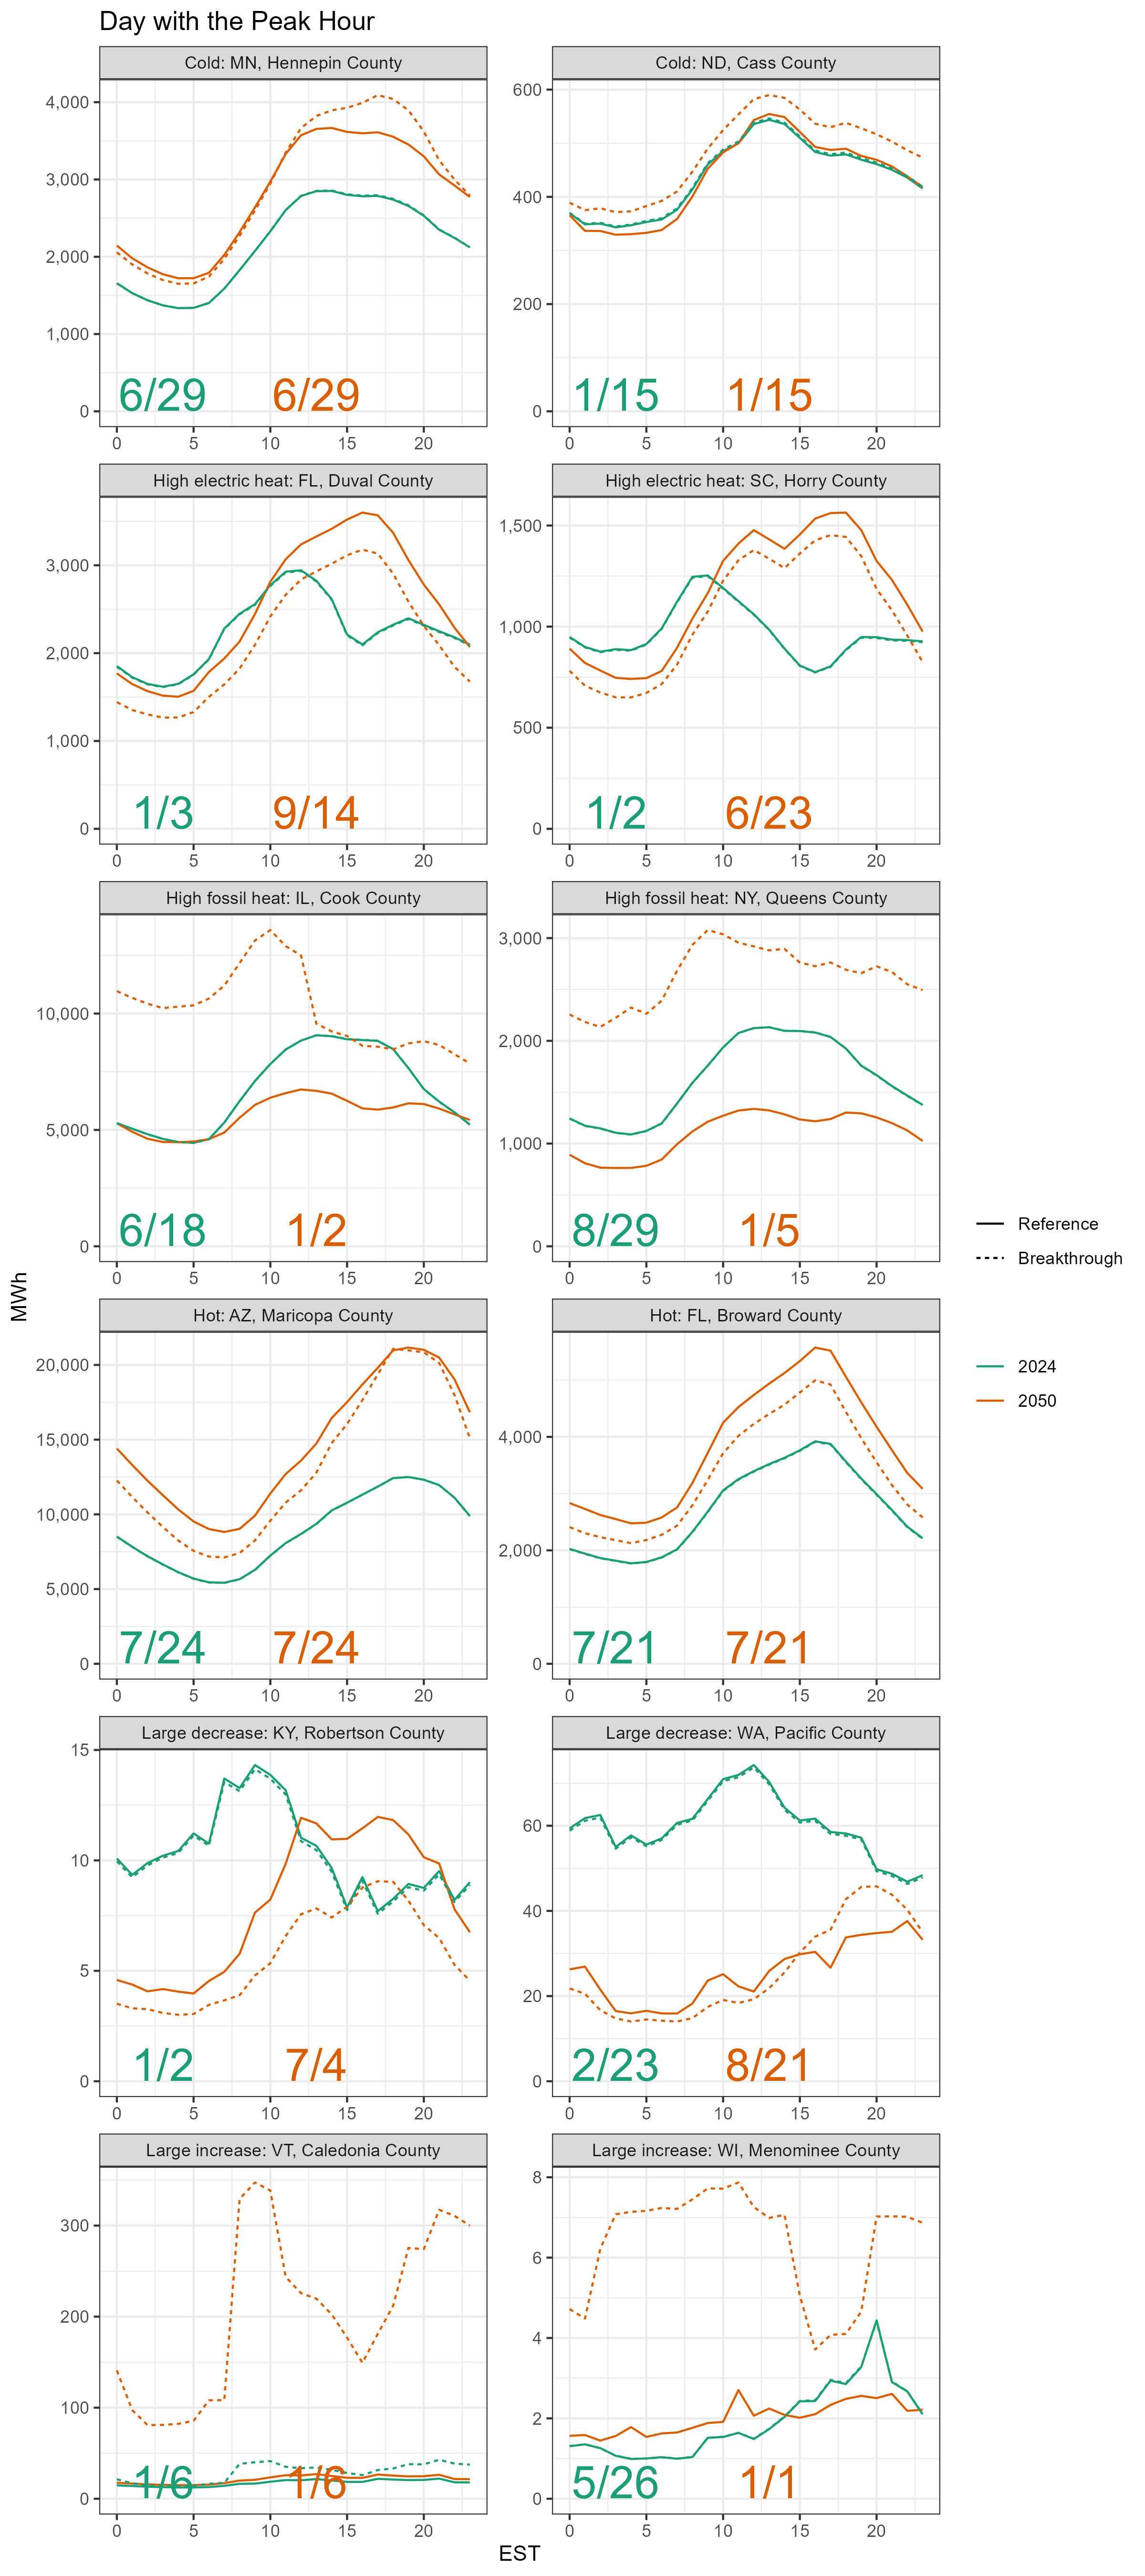 Day with the Peak Hour
Cold: MN, Hennepin County
Cold: ND, Cass County
4,000
3,000
2,000
1,000
0
600
400
200
0
6/29 6/29
1/15 1/15
0 5 10 15 20
0 5 10 15 20
High electric heat: FL, Duval County
High electric heat: SC, Horry County
3,000
2,000
1,000
0
1,500
1,000
500
0
1/3 9/14
1/2 6/23
0 5 10 15 20
0 5 10 15 20
High fossil heat: IL, Cook County
High fossil heat: NY, Queens County
10,000
5,000
0
3,000
2,000
1,000
0
6/18 1/2
8/29 1/5
0 5 10 15 20
0 5 10 15 20
Reference
Breakthrough
MWh
Hot: AZ, Maricopa County
Hot: FL, Broward County
20,000
15,000
10,000
5,000
0
4,000
2,000
0
7/24 7/24
7/21 7/21
0 5 10 15 20
0 5 10 15 20
2024
2050
Large decrease: KY, Robertson County
Large decrease: WA, Pacific County
15
10
5
0
60
40
20
0
1/2 7/4
2/23 8/21
0 5 10 15 20
0 5 10 15 20
Large increase: VT, Caledonia County
Large increase: WI, Menominee County
300
200
100
0
8
6
4
2
0
1/6 1/6
5/26 1/1
0 5 10 15 20
0 5 10 15 20
EST